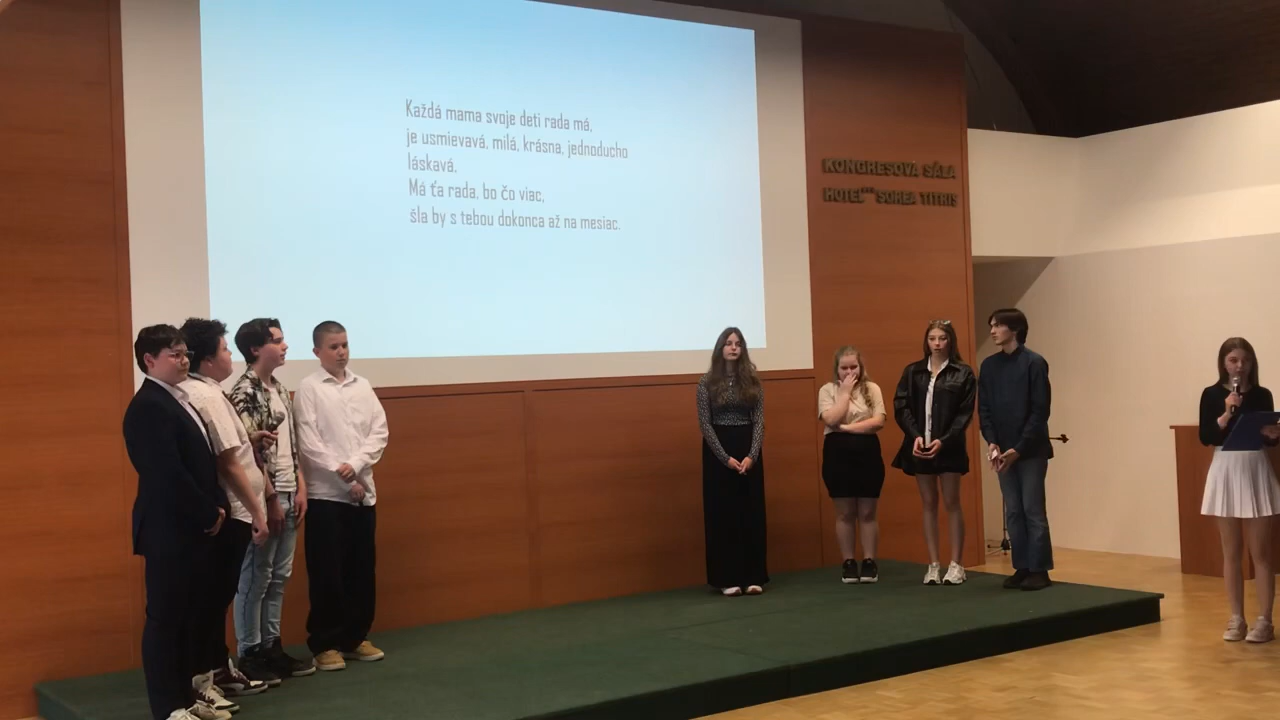 Každá mama svoje deti rada má,
je usmievavá, milá, krásna, jednoducho
láskavá.
Má ťa rada, bo čo viac,
šla by s tebou dokonca až na mesiac.
KONGRESOVÁ SÁLA
HOTEL*** SOREA TITRIS